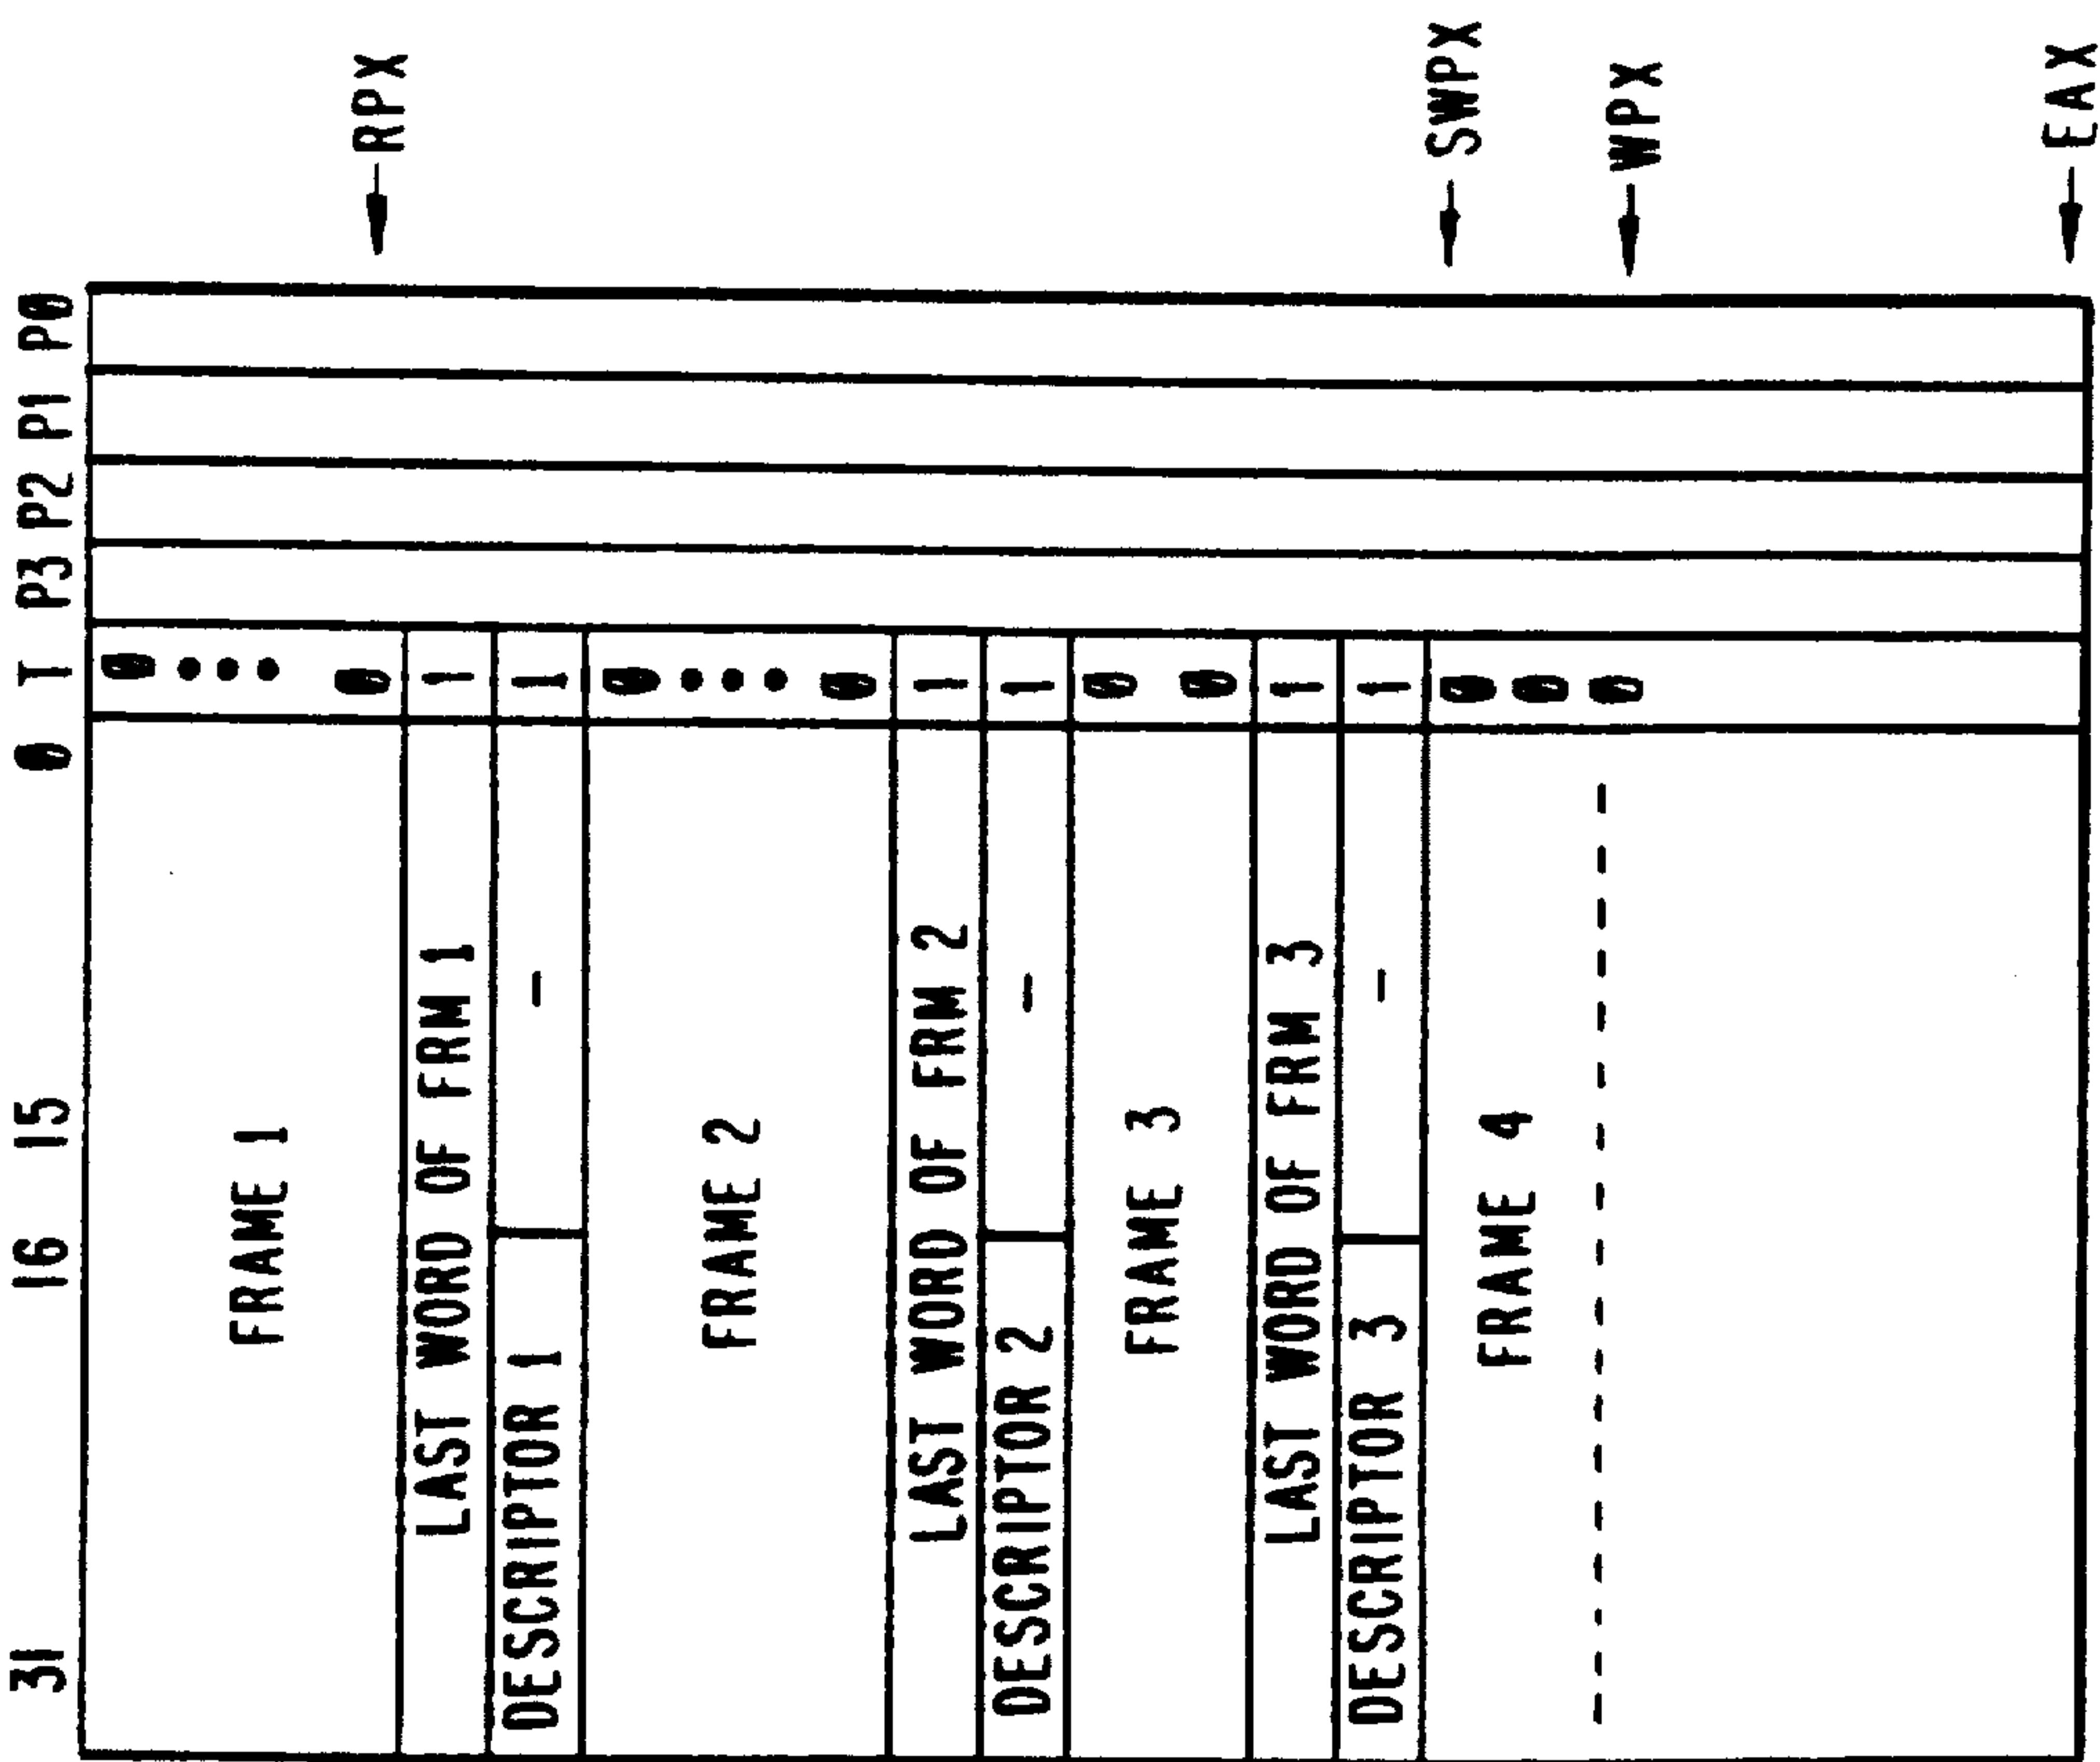 31 16 15 0 T P3 P2 P1 P0
FRAME 1
0 ••• 0
← RPX
LAST WORD OF FRM 1 1
DESCRIPTOR 1 – 1
FRAME 2
0 ••• 0
LAST WORD OF FRM 2 1
DESCRIPTOR 2 – 1
FRAME 3
0 0
LAST WORD OF FRM 3 1
DESCRIPTOR 3 – 1
FRAME 4
0 0 0
← SWPX
← WPX
← EAX